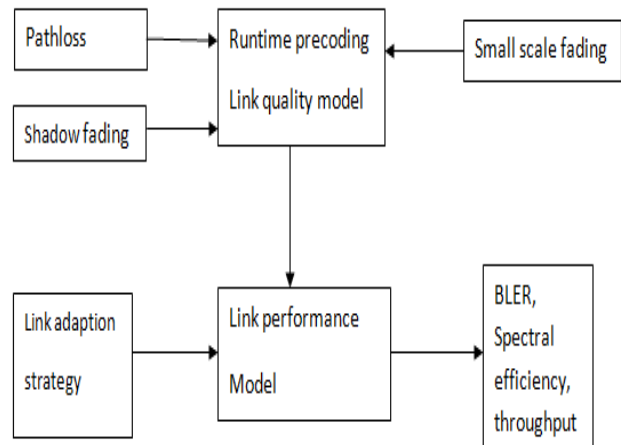 Pathloss
Runtime precoding
Link quality model
Small scale fading
Shadow fading
Link adaption
strategy
Link performance
Model
BLER,
Spectral
efficiency,
throughput